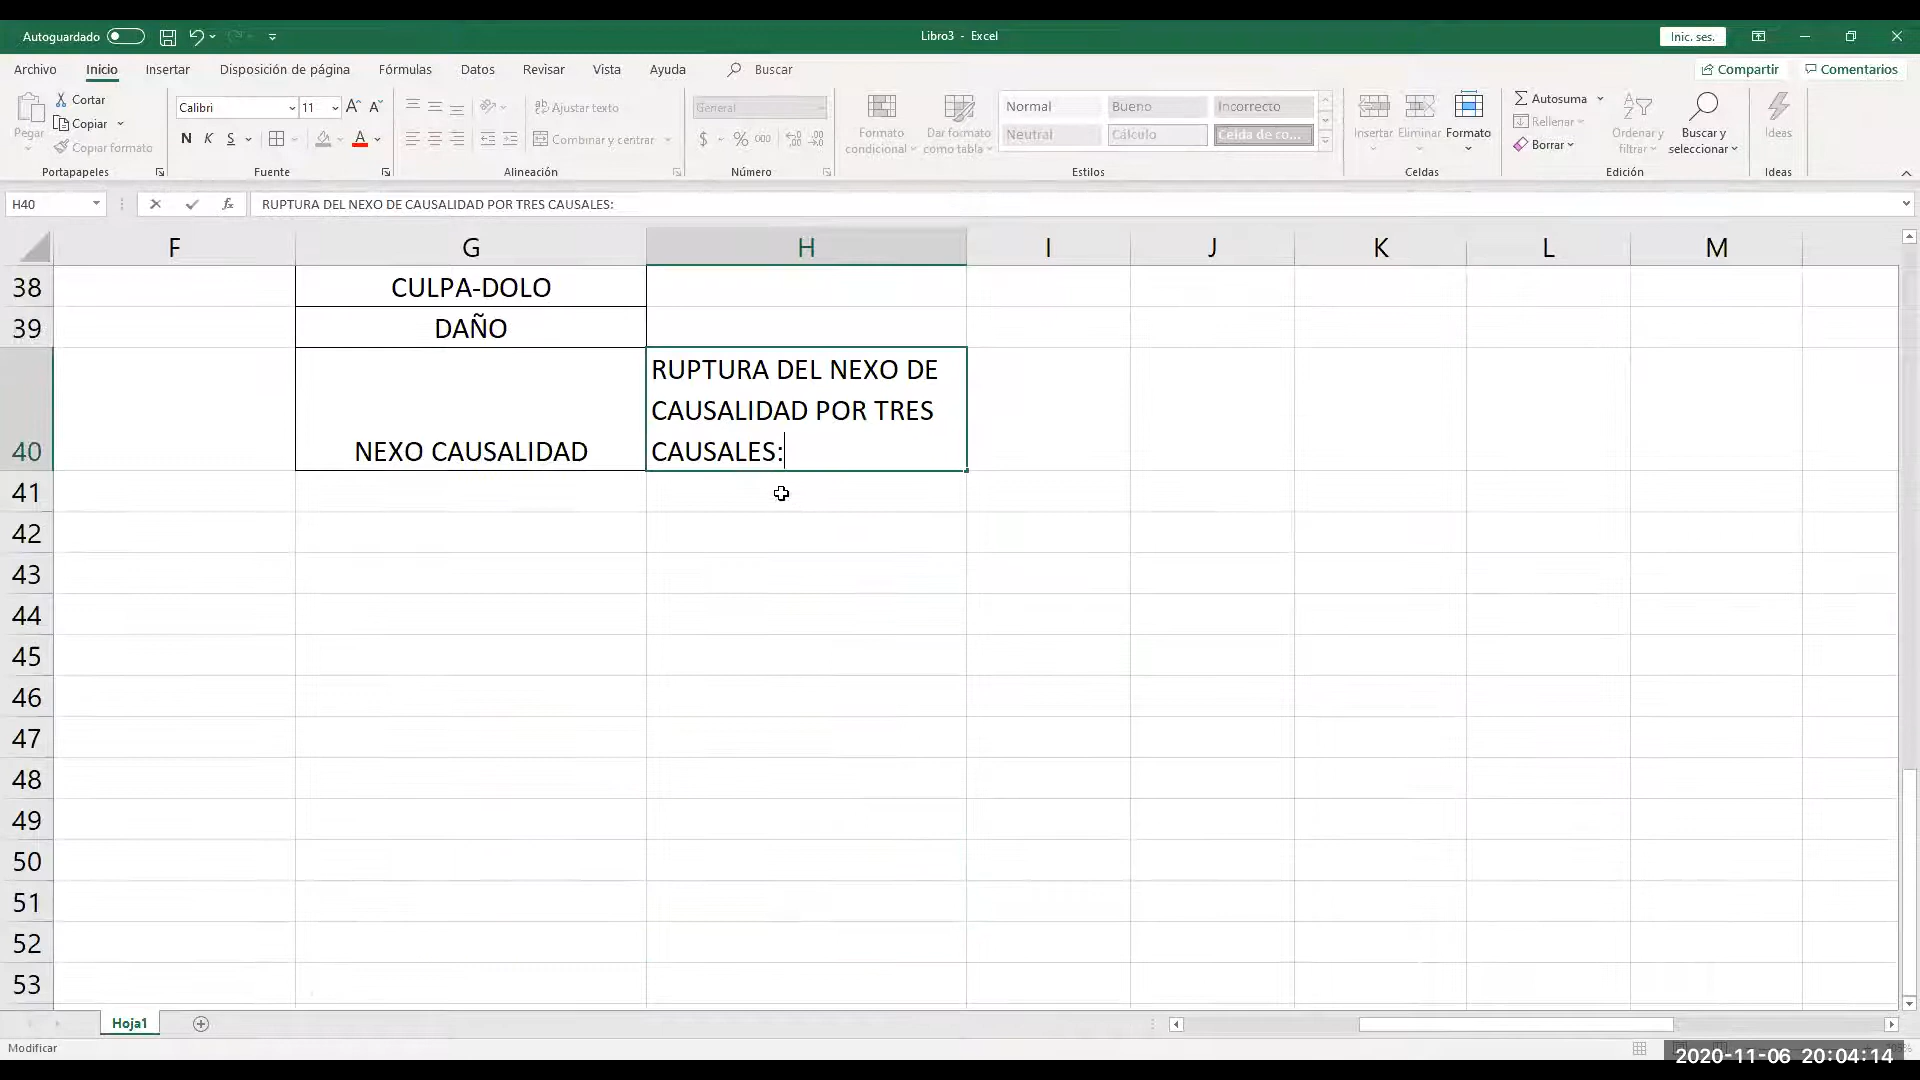 Autoguardado
Libro3 - Excel
Inic. ses.
Archivo Inicio Insertar Disposición de página Fórmulas Datos Revisar Vista Ayuda Buscar Compartir Comentarios
Pegar
Cortar
Copiar
Copiar formato
Portapapeles
Calibri 11
N K S
Fuente
Ajustar texto
Combinar y centrar
Alineación
General
$ % 000
Número
Formato condicional
Dar formato como tabla
Normal Bueno Incorrecto
Neutral Cálculo Celda de co...
Estilos
Insertar Eliminar Formato
Celdas
Autosuma
Rellenar
Borrar
Ordenar y filtrar
Buscar y seleccionar
Edición
Ideas
Ideas
H40 fx RUPTURA DEL NEXO DE CAUSALIDAD POR TRES CAUSALES:
F G H I J K L M
38 CULPA-DOLO
39 DAÑO
RUPTURA DEL NEXO DE
CAUSALIDAD POR TRES
40 NEXO CAUSALIDAD CAUSALES:
41
42
43
44
45
46
47
48
49
50
51
52
53
Hoja1
Modificar
2020-11-06 20:04:14